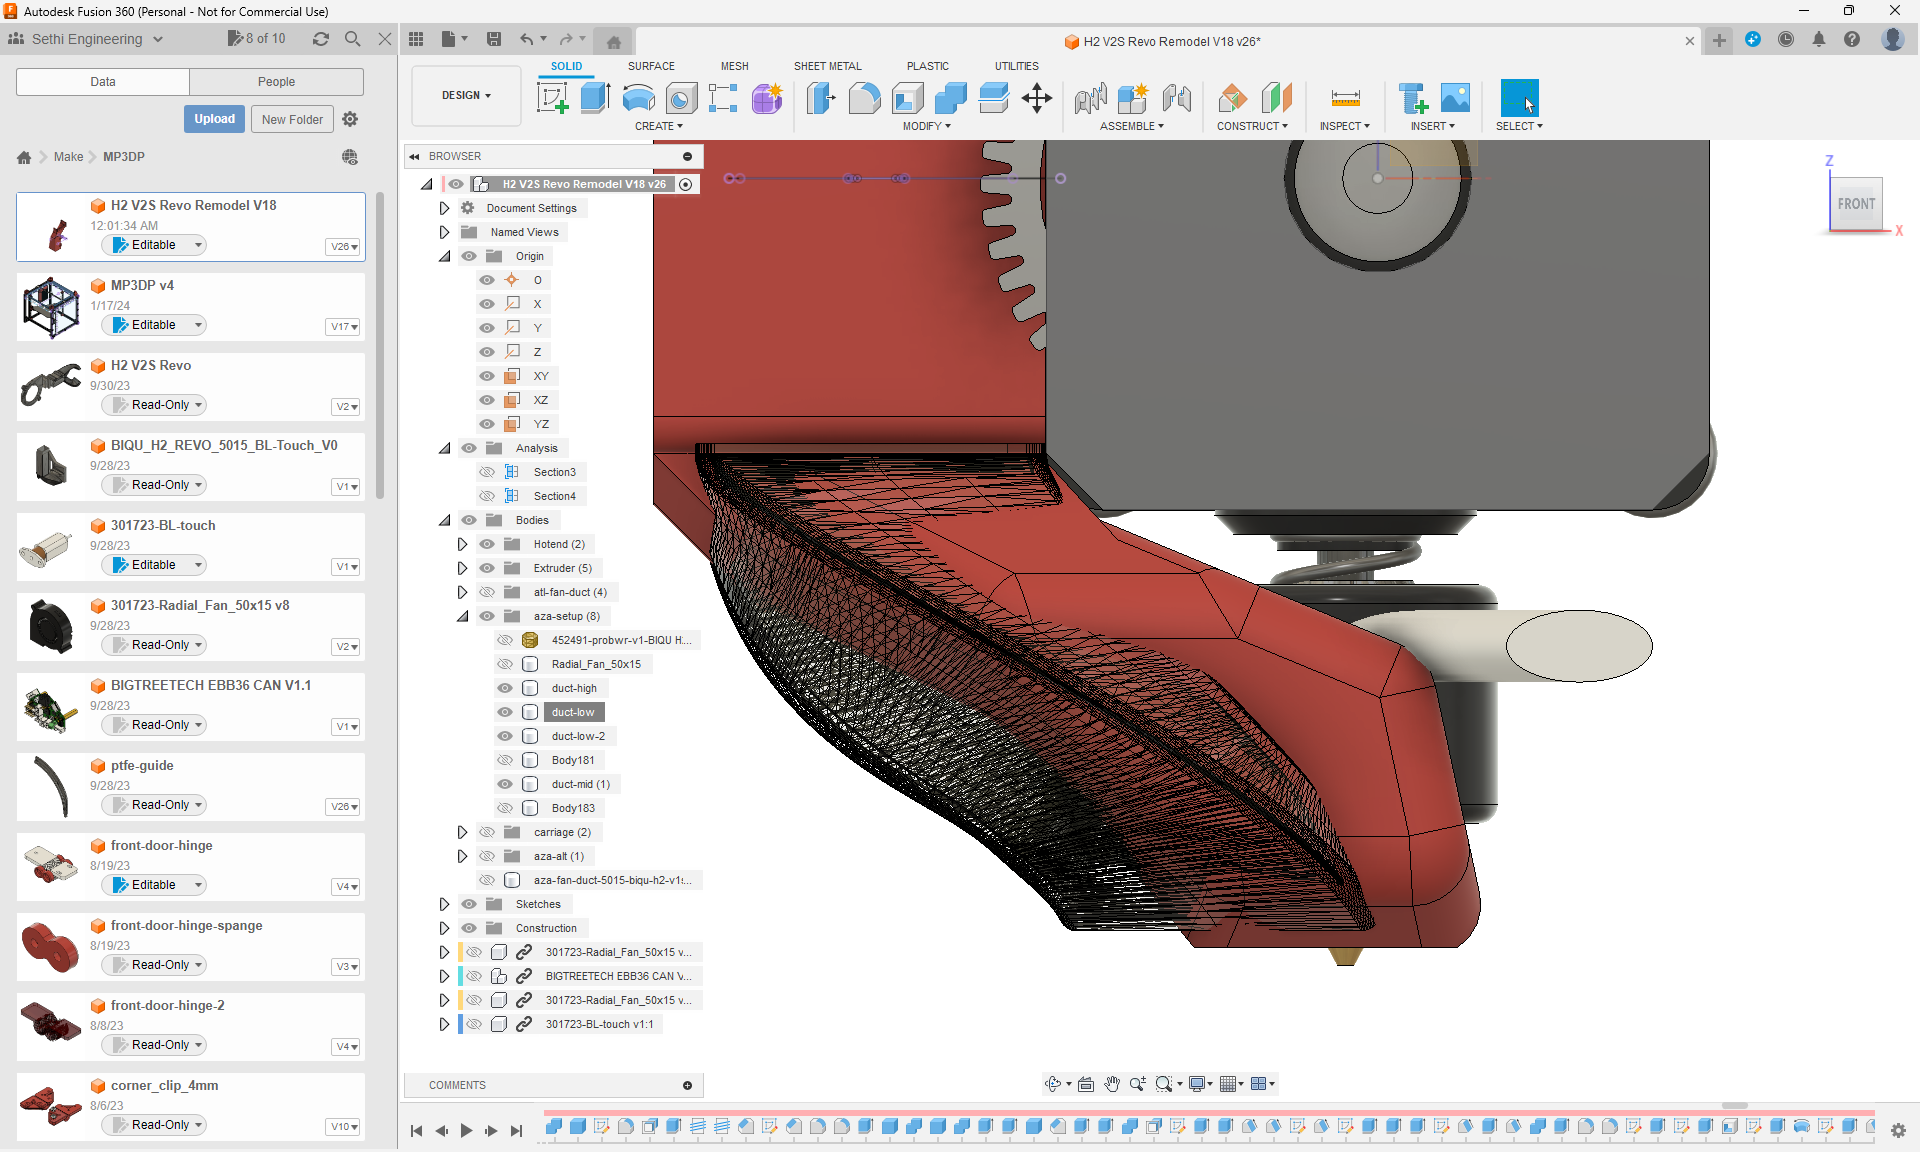 Autodesk Fusion 360 (Personal - Not for Commercial Use)
Sethi Engineering
8 of 10
H2 V2S Revo Remodel V18 v26*
Data
People
Upload
New Folder
Make
MP3DP
H2 V2S Revo Remodel V18
12:01:34 AM
Editable
V26
MP3DP v4
1/17/24
Editable
V17
H2 V2S Revo
9/30/23
Read-Only
V2
BIQU_H2_REVO_5015_BL-Touch_V0
9/28/23
Read-Only
V1
301723-BL-touch
9/28/23
Editable
V1
301723-Radial_Fan_50x15 v8
9/28/23
Read-Only
V2
BIGTREETECH EBB36 CAN V1.1
9/28/23
Read-Only
V1
ptfe-guide
9/28/23
Read-Only
V26
front-door-hinge
8/19/23
Editable
V4
front-door-hinge-spange
8/19/23
Read-Only
V3
front-door-hinge-2
8/8/23
Read-Only
V4
corner_clip_4mm
8/6/23
Read-Only
V10
DESIGN
SOLID
SURFACE
MESH
SHEET METAL
PLASTIC
UTILITIES
CREATE
MODIFY
ASSEMBLE
CONSTRUCT
INSPECT
INSERT
SELECT
BROWSER
H2 V2S Revo Remodel V18 v26
Document Settings
Named Views
Origin
O
X
Y
Z
XY
XZ
YZ
Analysis
Section3
Section4
Bodies
Hotend (2)
Extruder (5)
atl-fan-duct (4)
aza-setup (8)
452491-probwr-v1-BIQU H:...
Radial_Fan_50x15
duct-high
duct-low
duct-low-2
Body181
duct-mid (1)
Body183
carriage (2)
aza-alt (1)
aza-fan-duct-5015-biqu-h2-v1:...
Sketches
Construction
301723-Radial_Fan_50x15 v...
BIGTREETECH EBB36 CAN V...
301723-Radial_Fan_50x15 v...
301723-BL-touch v1:1
COMMENTS
Z
FRONT
X